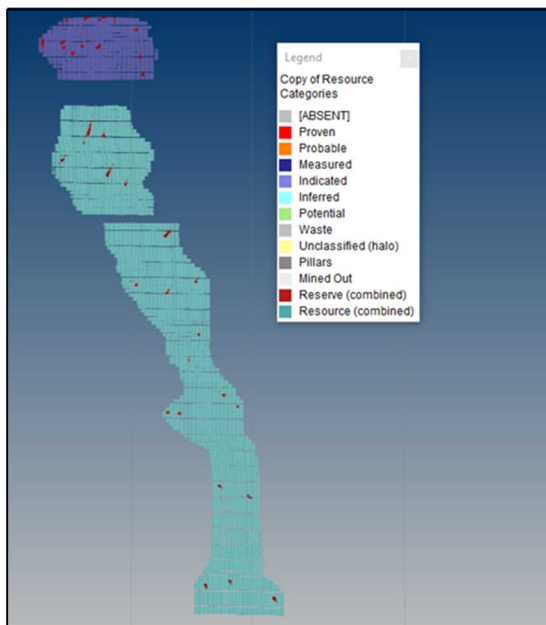 Legend
Copy of Resource
Categories
[ABSENT]
Proven
Probable
Measured
Indicated
Inferred
Potential
Waste
Unclassified (halo)
Pillars
Mined Out
Reserve (combined)
Resource (combined)